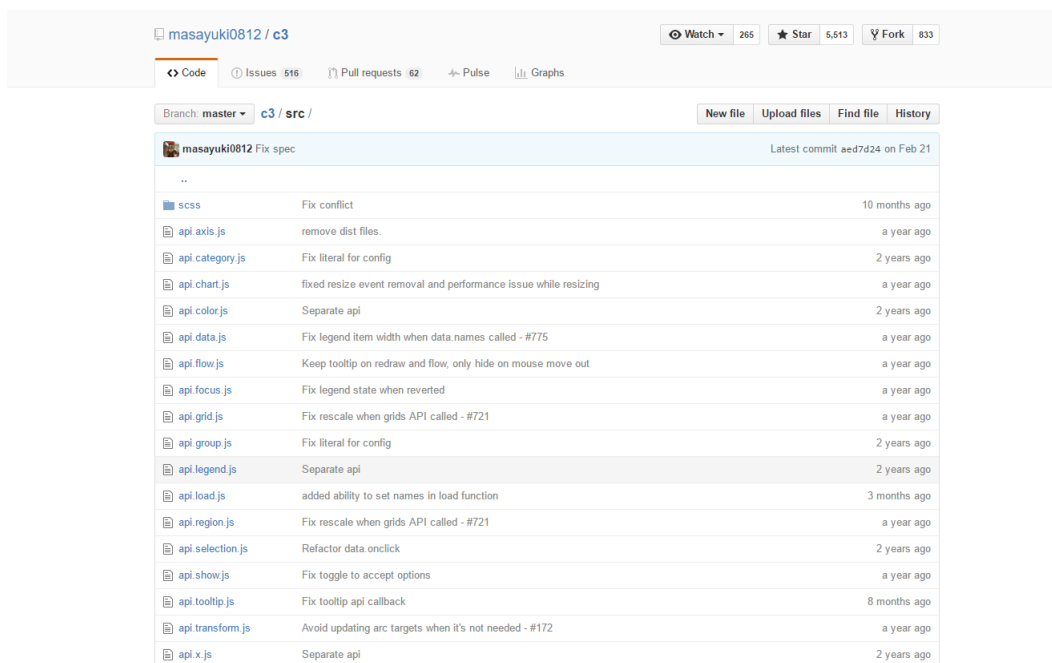 masayuki0812 / c3 Watch 265 Star 5,513 Fork 833
Code Issues 516 Pull requests 62 Pulse Graphs
Branch: master c3 / src / New file Upload files Find file History
masayuki0812 Fix spec Latest commit aed7d24 on Feb 21
..
scss Fix conflict 10 months ago
api.axis.js remove dist files. a year ago
api.category.js Fix literal for config 2 years ago
api.chart.js fixed resize event removal and performance issue while resizing a year ago
api.color.js Separate api 2 years ago
api.data.js Fix legend item width when data.names called - #775 a year ago
api.flow.js Keep tooltip on redraw and flow, only hide on mouse move out a year ago
api.focus.js Fix legend state when reverted a year ago
api.grid.js Fix rescale when grids API called - #721 a year ago
api.group.js Fix literal for config 2 years ago
api.legend.js Separate api 2 years ago
api.load.js added ability to set names in load function 3 months ago
api.region.js Fix rescale when grids API called - #721 a year ago
api.selection.js Refactor data.onclick 2 years ago
api.show.js Fix toggle to accept options a year ago
api.tooltip.js Fix tooltip api callback 8 months ago
api.transform.js Avoid updating arc targets when it's not needed - #172 a year ago
api.x.js Separate api 2 years ago